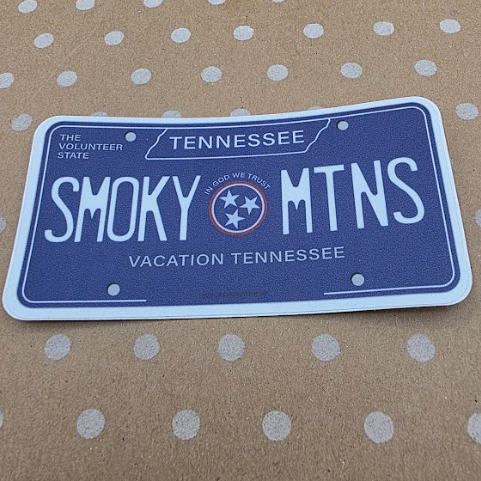 THE
VOLUNTEER
STATE
TENNESSEE
IN GOD WE TRUST
SMOKY MTNS
VACATION TENNESSEE